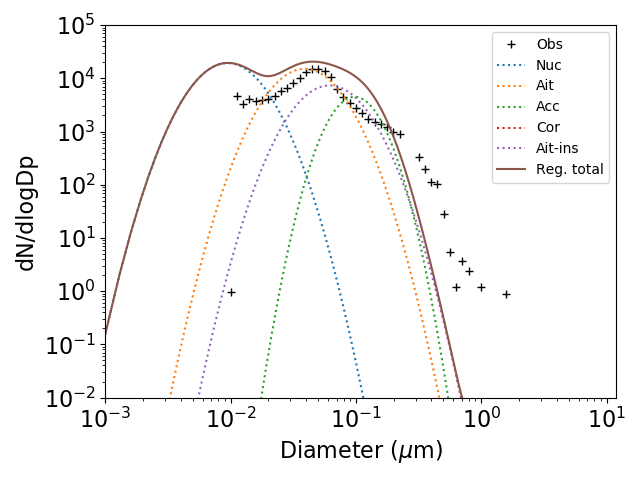 10^5
10^4
10^3
10^2
10^1
10^0
10^−1
10^−2
dN/dlogDp
10^−3
10^−2
10^−1
10^0
10^1
Diameter (μm)
Obs
Nuc
Ait
Acc
Cor
Ait-ins
Reg. total